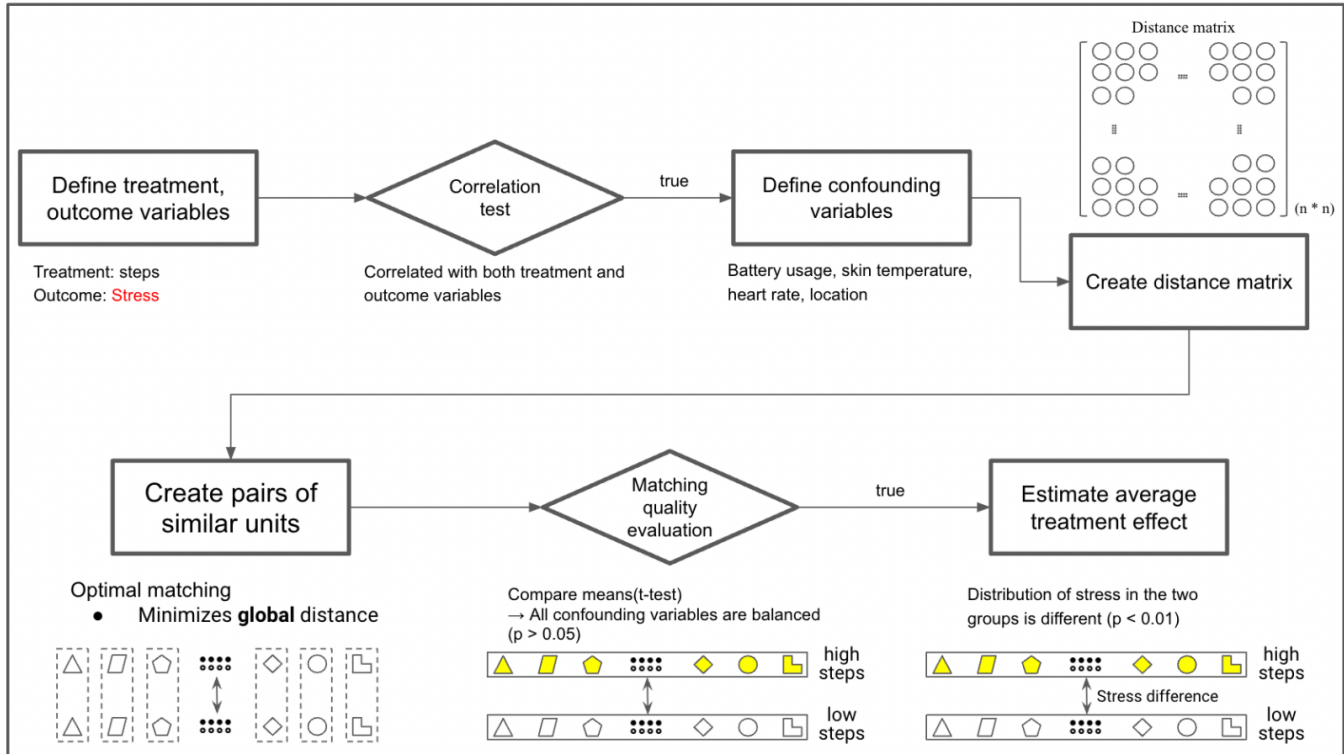 Distance matrix
(n * n)
Define treatment,
outcome variables
Correlation
test
true
Define confounding
variables
Create distance matrix
Treatment: steps
Outcome: Stress
Correlated with both treatment and
outcome variables
Battery usage, skin temperature,
heart rate, location
Create pairs of
similar units
Matching
quality
evaluation
true
Estimate average
treatment effect
Optimal matching
● Minimizes global distance
Compare means(t-test)
→ All confounding variables are balanced
(p > 0.05)
high
steps
low
steps
Distribution of stress in the two
groups is different (p < 0.01)
high
steps
Stress difference
low
steps